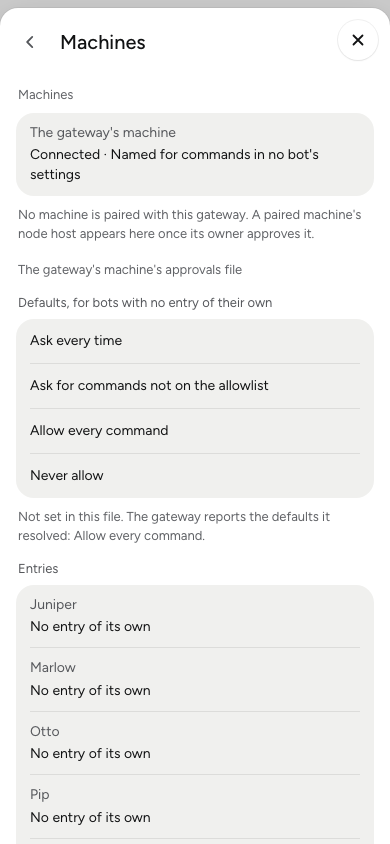 Machines
Machines
The gateway's machine
Connected · Named for commands in no bot's
settings
No machine is paired with this gateway. A paired machine's
node host appears here once its owner approves it.
The gateway's machine's approvals file
Defaults, for bots with no entry of their own
Ask every time
Ask for commands not on the allowlist
Allow every command
Never allow
Not set in this file. The gateway reports the defaults it
resolved: Allow every command.
Entries
Juniper
No entry of its own
Marlow
No entry of its own
Otto
No entry of its own
Pip
No entry of its own